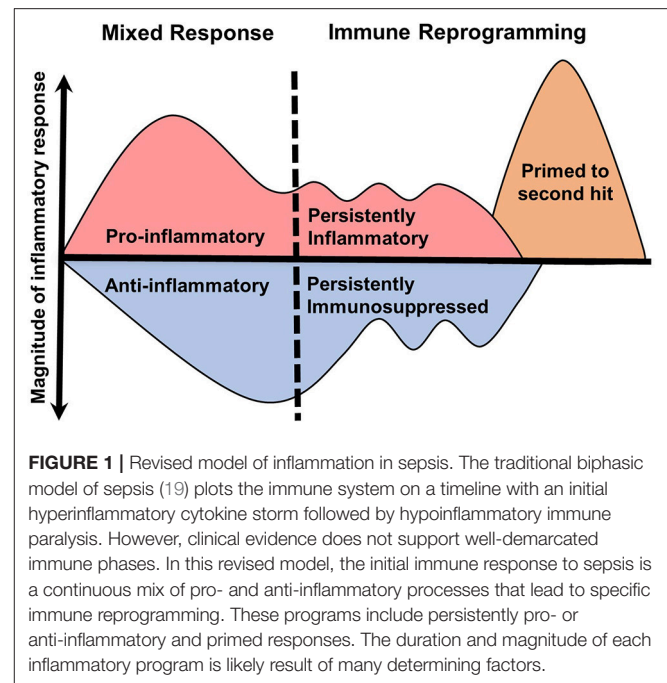 Mixed Response
Immune Reprogramming
Magnitude of inflammatory response
Primed to
second hit
Pro-inflammatory
Persistently
Inflammatory
Anti-inflammatory
Persistently
Immunosuppressed
FIGURE 1 | Revised model of inflammation in sepsis. The traditional biphasic
model of sepsis (19) plots the immune system on a timeline with an initial
hyperinflammatory cytokine storm followed by hypoinflammatory immune
paralysis. However, clinical evidence does not support well-demarcated
immune phases. In this revised model, the initial immune response to sepsis is
a continuous mix of pro- and anti-inflammatory processes that lead to specific
immune reprogramming. These programs include persistently pro- or
anti-inflammatory and primed responses. The duration and magnitude of each
inflammatory program is likely result of many determining factors.